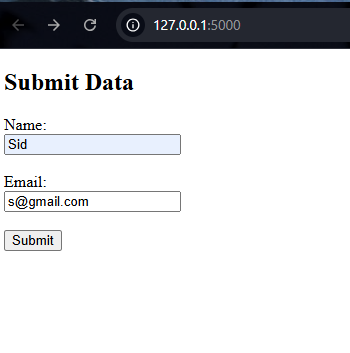 127.0.0.1:5000
Submit Data
Name:
Sid
Email:
s@gmail.com
Submit